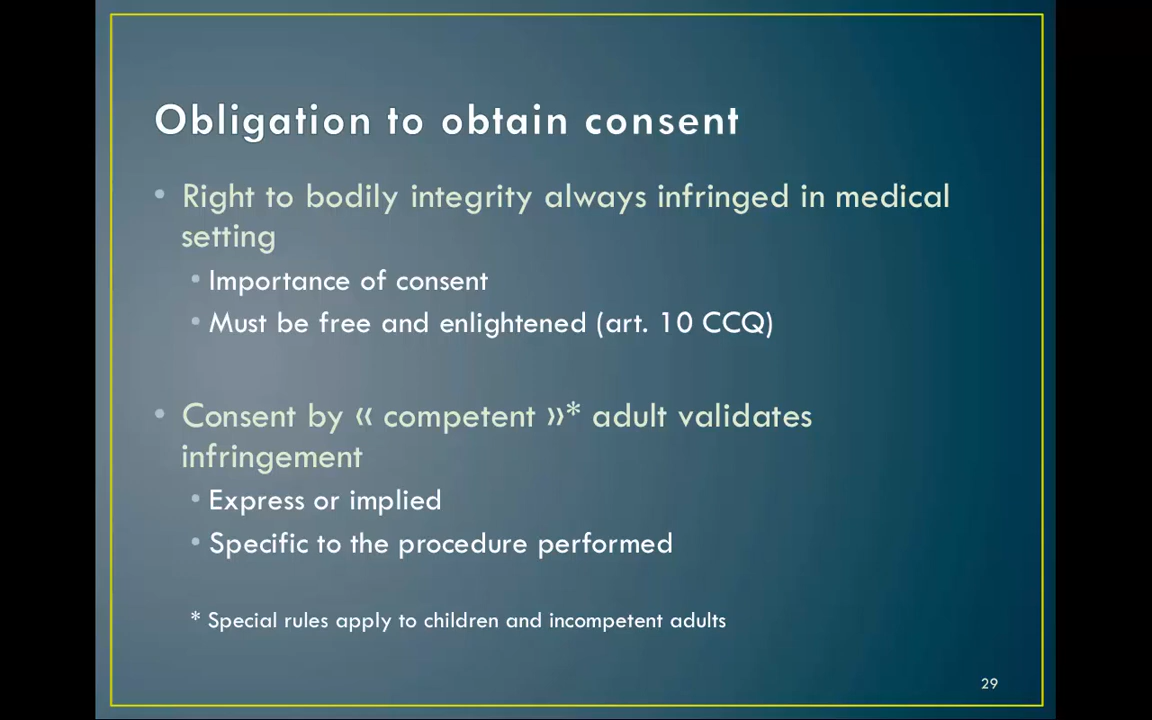 Obligation to obtain consent
• Right to bodily integrity always infringed in medical
setting
• Importance of consent
• Must be free and enlightened (art. 10 CCQ)
• Consent by « competent »* adult validates
infringement
• Express or implied
• Specific to the procedure performed
* Special rules apply to children and incompetent adults
29